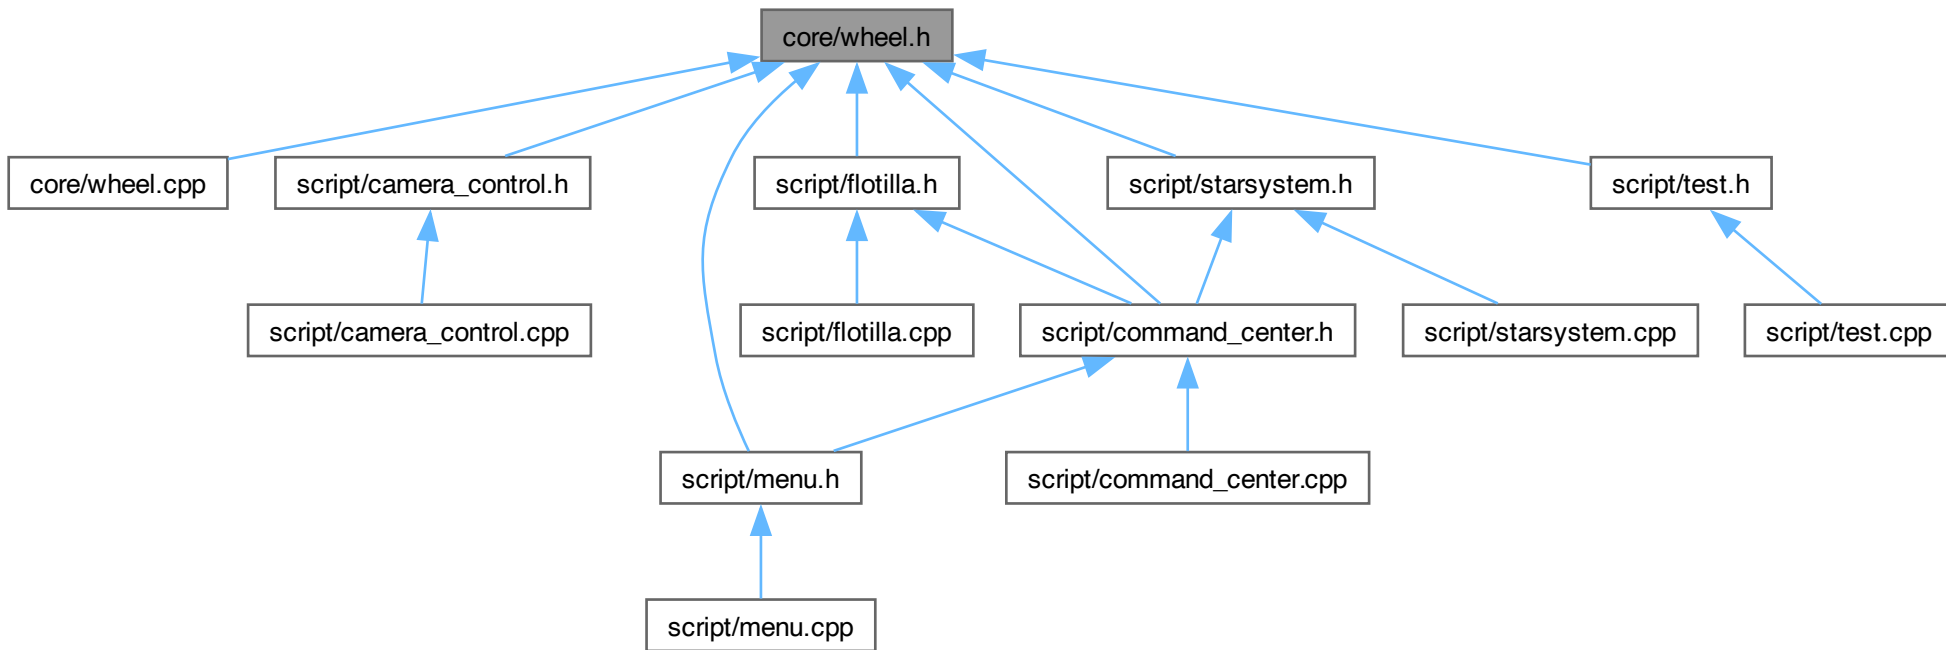 core/wheel.h
core/wheel.cpp
script/camera_control.h
script/flotilla.h
script/starsystem.h
script/test.h
script/camera_control.cpp
script/flotilla.cpp
script/command_center.h
script/starsystem.cpp
script/test.cpp
script/menu.h
script/command_center.cpp
script/menu.cpp